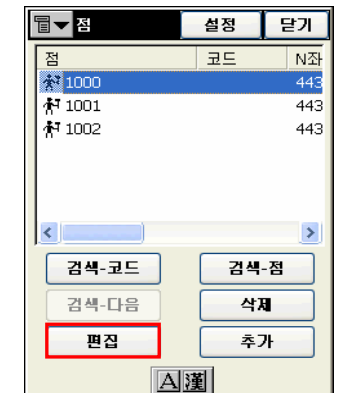 점 설정 닫기
점 코드 N좌
1000 443
1001 443
1002 443
검색-코드 검색-점
검색-다음 삭제
편집 추가
A 漢